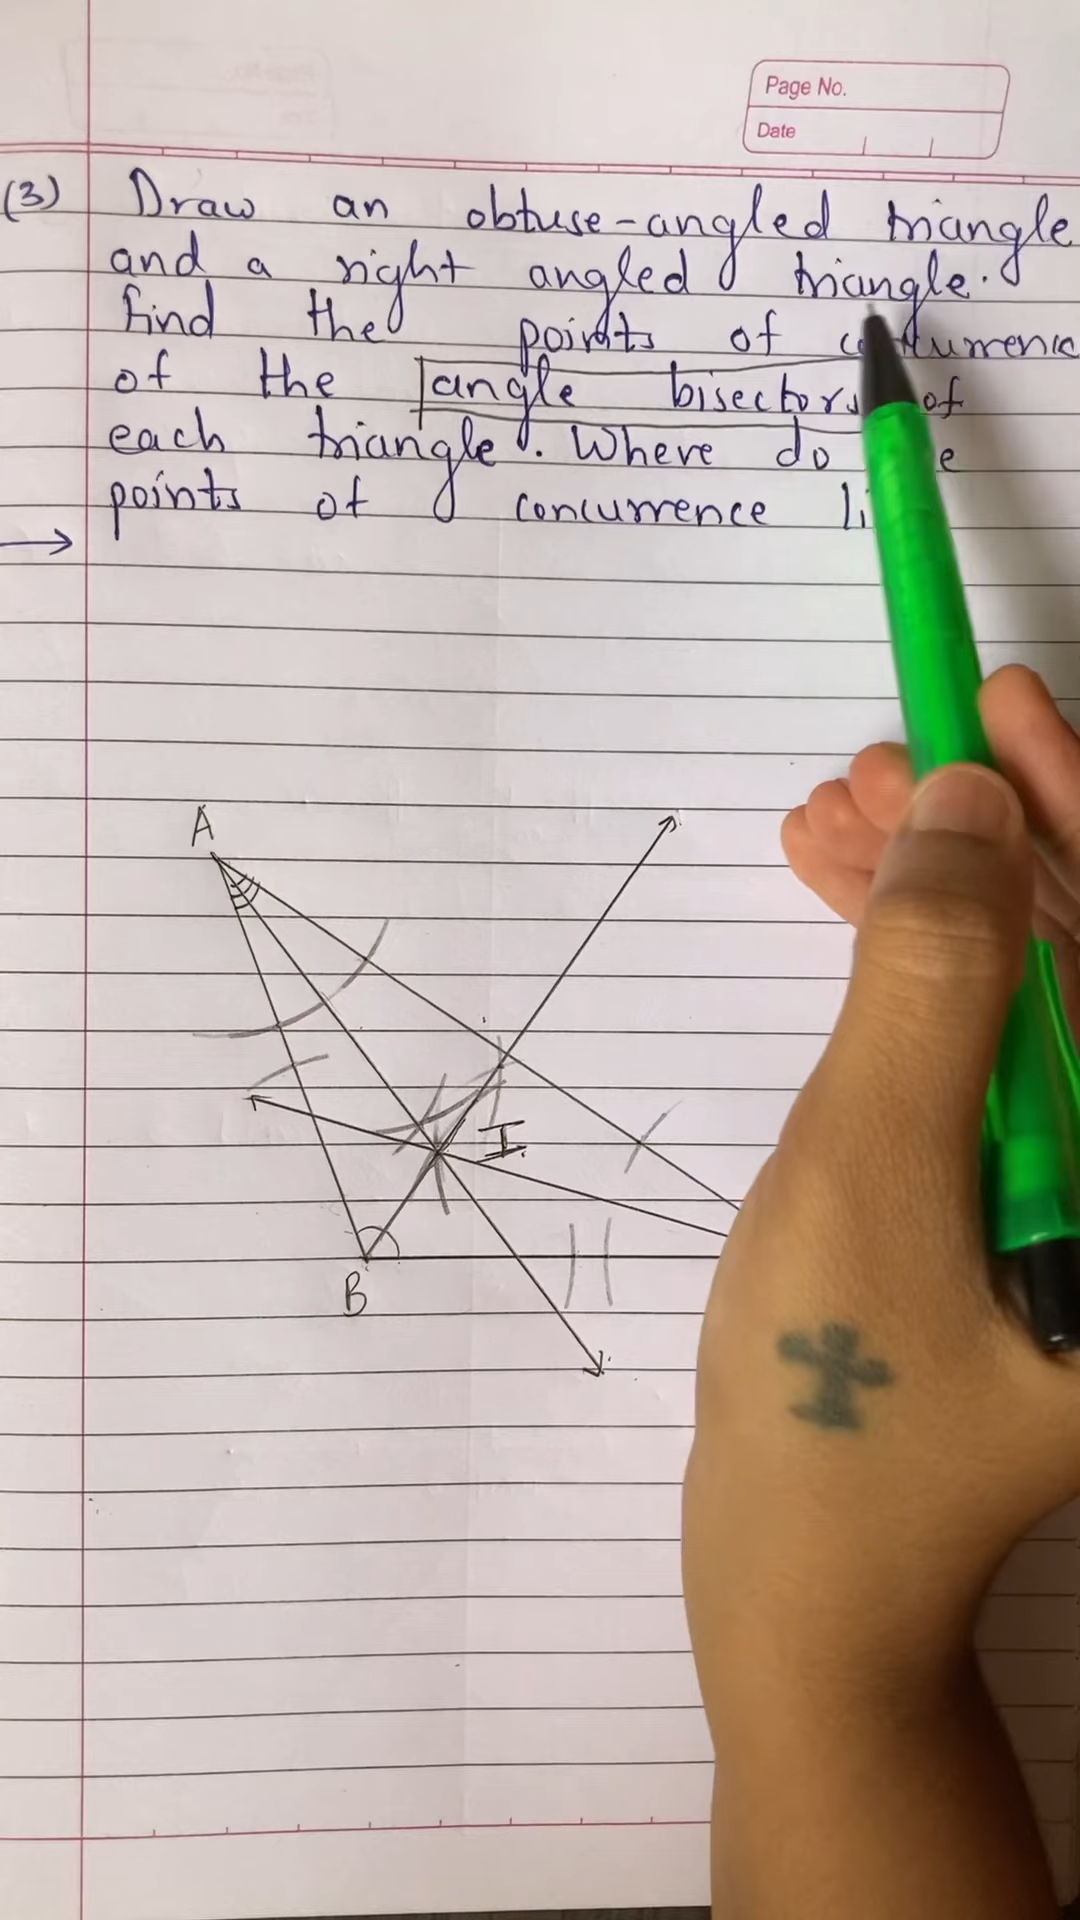 Page No.
Date
(3) Draw an obtuse-angled triangle
and a right angled triangle.
find the points of
of the angle bisectors of
each triangle. Where do
points of concurrence
A
I
B